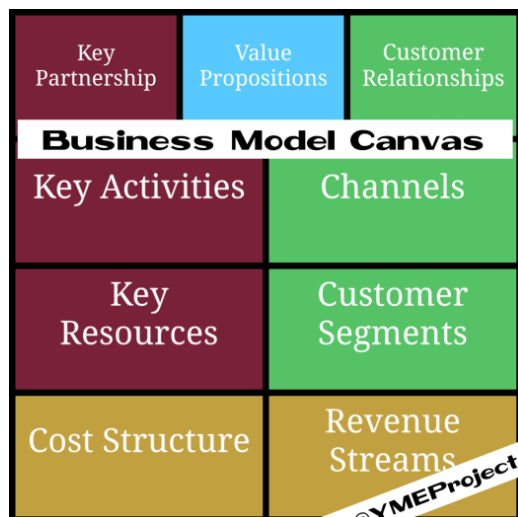 Key
Partnership
Value
Propositions
Customer
Relationships
Business Model Canvas
Key Activities
Channels
Key
Resources
Customer
Segments
Cost Structure
Revenue
Streams
@YMEProject